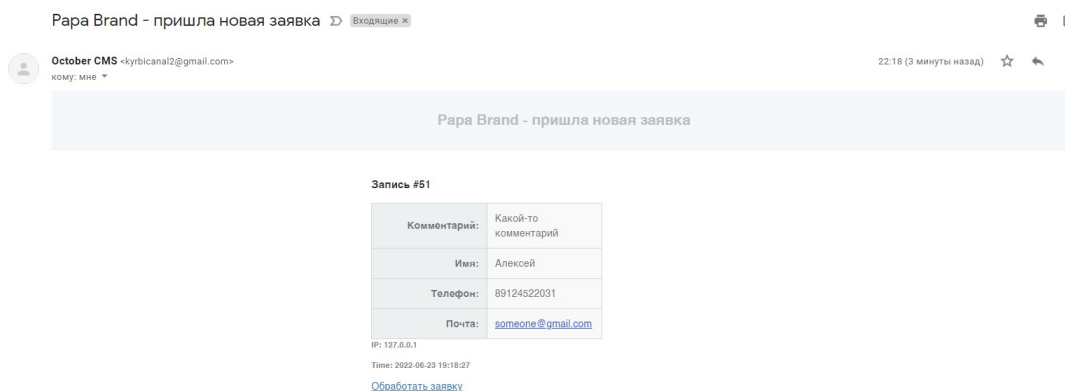 Papa Brand - пришла новая заявка Входящие ×
October CMS <kyrbicanal2@gmail.com> 22:18 (3 минуты назад)
кому: мне
Papa Brand - пришла новая заявка
Запись #51
Комментарий: Какой-то
комментарий
Имя: Алексей
Телефон: 89124522031
Почта: someone@gmail.com
IP: 127.0.0.1
Time: 2022-06-23 19:18:27
Обработать заявку